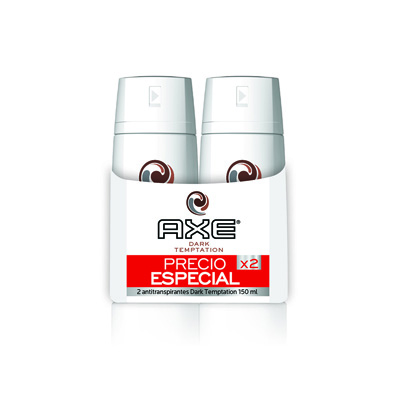 AXE®
DARK
TEMPTATION
PRECIO
ESPECIAL
x2
2 antitranspirantes Dark Temptation 150 ml.